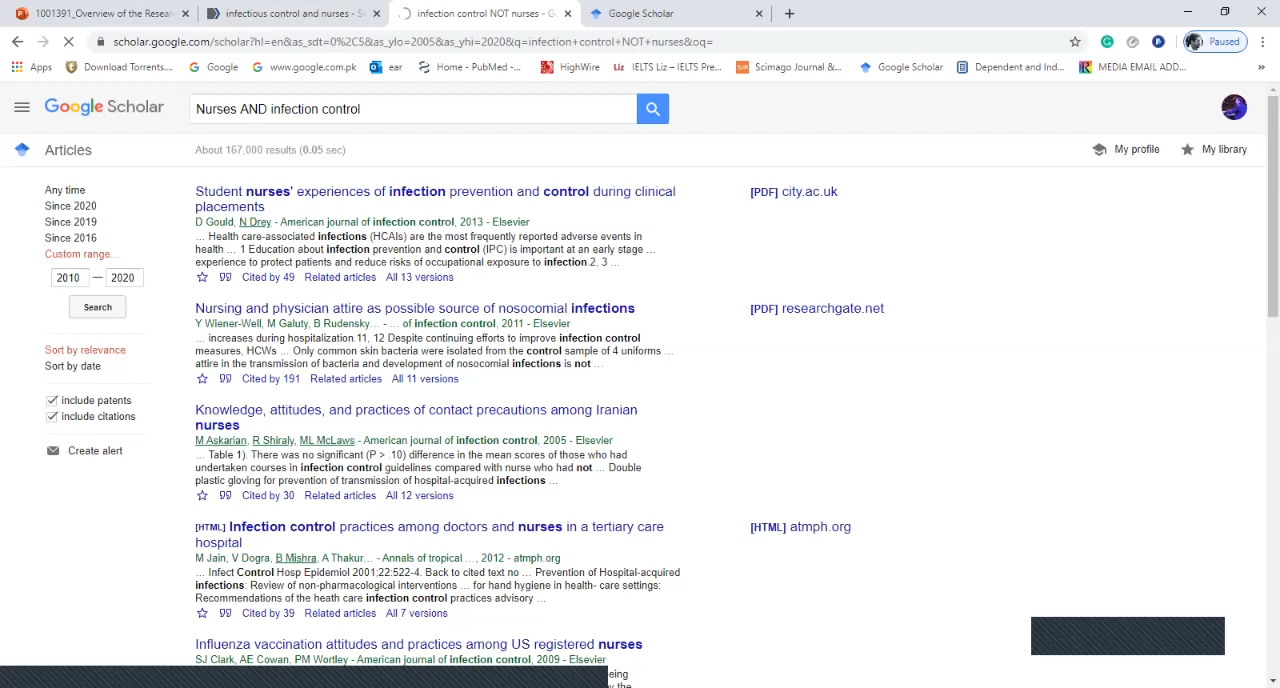 1001391_Overview of the Resear
infectious control and nurses - S
infection control NOT nurses - G
Google Scholar
scholar.google.com/scholar?hl=en&as_sdt=0%2C5&as_ylo=2005&as_yhi=2020&q=infection+control+NOT+nurses&oq=
Paused
Apps
Download Torrents....
Google
www.google.com.pk
ear
Home - PubMed -...
HighWire
Liz IELTS Liz – IELTS Pre...
SJR Scimago Journal &...
Google Scholar
Dependent and Ind...
MEDIA EMAIL ADD...
Google Scholar
Nurses AND infection control
Articles
About 167,000 results (0.05 sec)
My profile
My library
Any time
Since 2020
Since 2019
Since 2016
Custom range...
2010 — 2020
Search
Sort by relevance
Sort by date
include patents
include citations
Create alert
Student nurses' experiences of infection prevention and control during clinical
placements
D Gould, N Drey - American journal of infection control, 2013 - Elsevier
... Health care-associated infections (HCAIs) are the most frequently reported adverse events in
health ... 1 Education about infection prevention and control (IPC) is important at an early stage ...
experience to protect patients and reduce risks of occupational exposure to infection.2, 3 ...
Cited by 49 Related articles All 13 versions
[PDF] city.ac.uk
Nursing and physician attire as possible source of nosocomial infections
Y Wiener-Well, M Galuty, B Rudensky... - ... of infection control, 2011 - Elsevier
... increases during hospitalization.11, 12 Despite continuing efforts to improve infection control
measures, HCWs ... Only common skin bacteria were isolated from the control sample of 4 uniforms ...
attire in the transmission of bacteria and development of nosocomial infections is not ...
Cited by 191 Related articles All 11 versions
[PDF] researchgate.net
Knowledge, attitudes, and practices of contact precautions among Iranian
nurses
M Askarian, R Shiraly, ML McLaws - American journal of infection control, 2005 - Elsevier
... Table 1). There was no significant (P > .10) difference in the mean scores of those who had
undertaken courses in infection control guidelines compared with nurse who had not ... Double
plastic gloving for prevention of transmission of hospital-acquired infections ...
Cited by 30 Related articles All 12 versions
[HTML] Infection control practices among doctors and nurses in a tertiary care
hospital
M Jain, V Dogra, B Mishra, A Thakur... - Annals of tropical ..., 2012 - atmph.org
... Infect Control Hosp Epidemiol 2001;22:522-4. Back to cited text no ... Prevention of Hospital-acquired
infections: Review of non-pharmacological interventions ... for hand hygiene in health- care settings:
Recommendations of the heath care infection control practices advisory ...
Cited by 39 Related articles All 7 versions
[HTML] atmph.org
Influenza vaccination attitudes and practices among US registered nurses
SJ Clark, AE Cowan, PM Wortley - American journal of infection control, 2009 - Elsevier